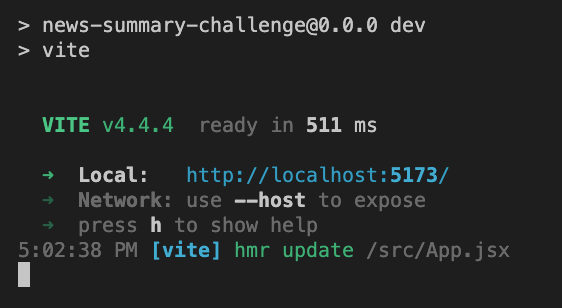 > news-summary-challenge@0.0.0 dev
> vite
VITE v4.4.4 ready in 511 ms
➜ Local: http://localhost:5173/
➜ Network: use --host to expose
➜ press h to show help
5:02:38 PM [vite] hmr update /src/App.jsx